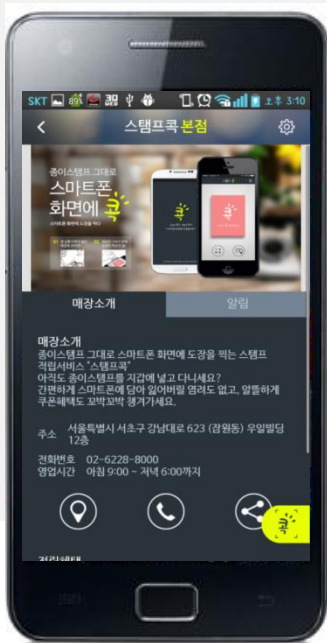 SKT 오후 3:10
스탬프콕 본점
종이스탬프 그대로
스마트폰
화면에 콕
매장소개 알림
매장소개
종이스탬프 그대로 스마트폰 화면에 도장을 찍는 스탬프
적립서비스 "스탬프콕"
아직도 종이스탬프를 지갑에 넣고 다니세요?
간편하게 스마트폰에 담아 잃어버릴 염려도 없고, 알뜰하게
쿠폰혜택도 꼬박꼬박 챙겨가세요.
주소 서울특별시 서초구 강남대로 623 (잠원동) 우일빌딩
12층
전화번호 02-6228-8000
영업시간 아침 9:00 ~ 저녁 6:00까지
콕